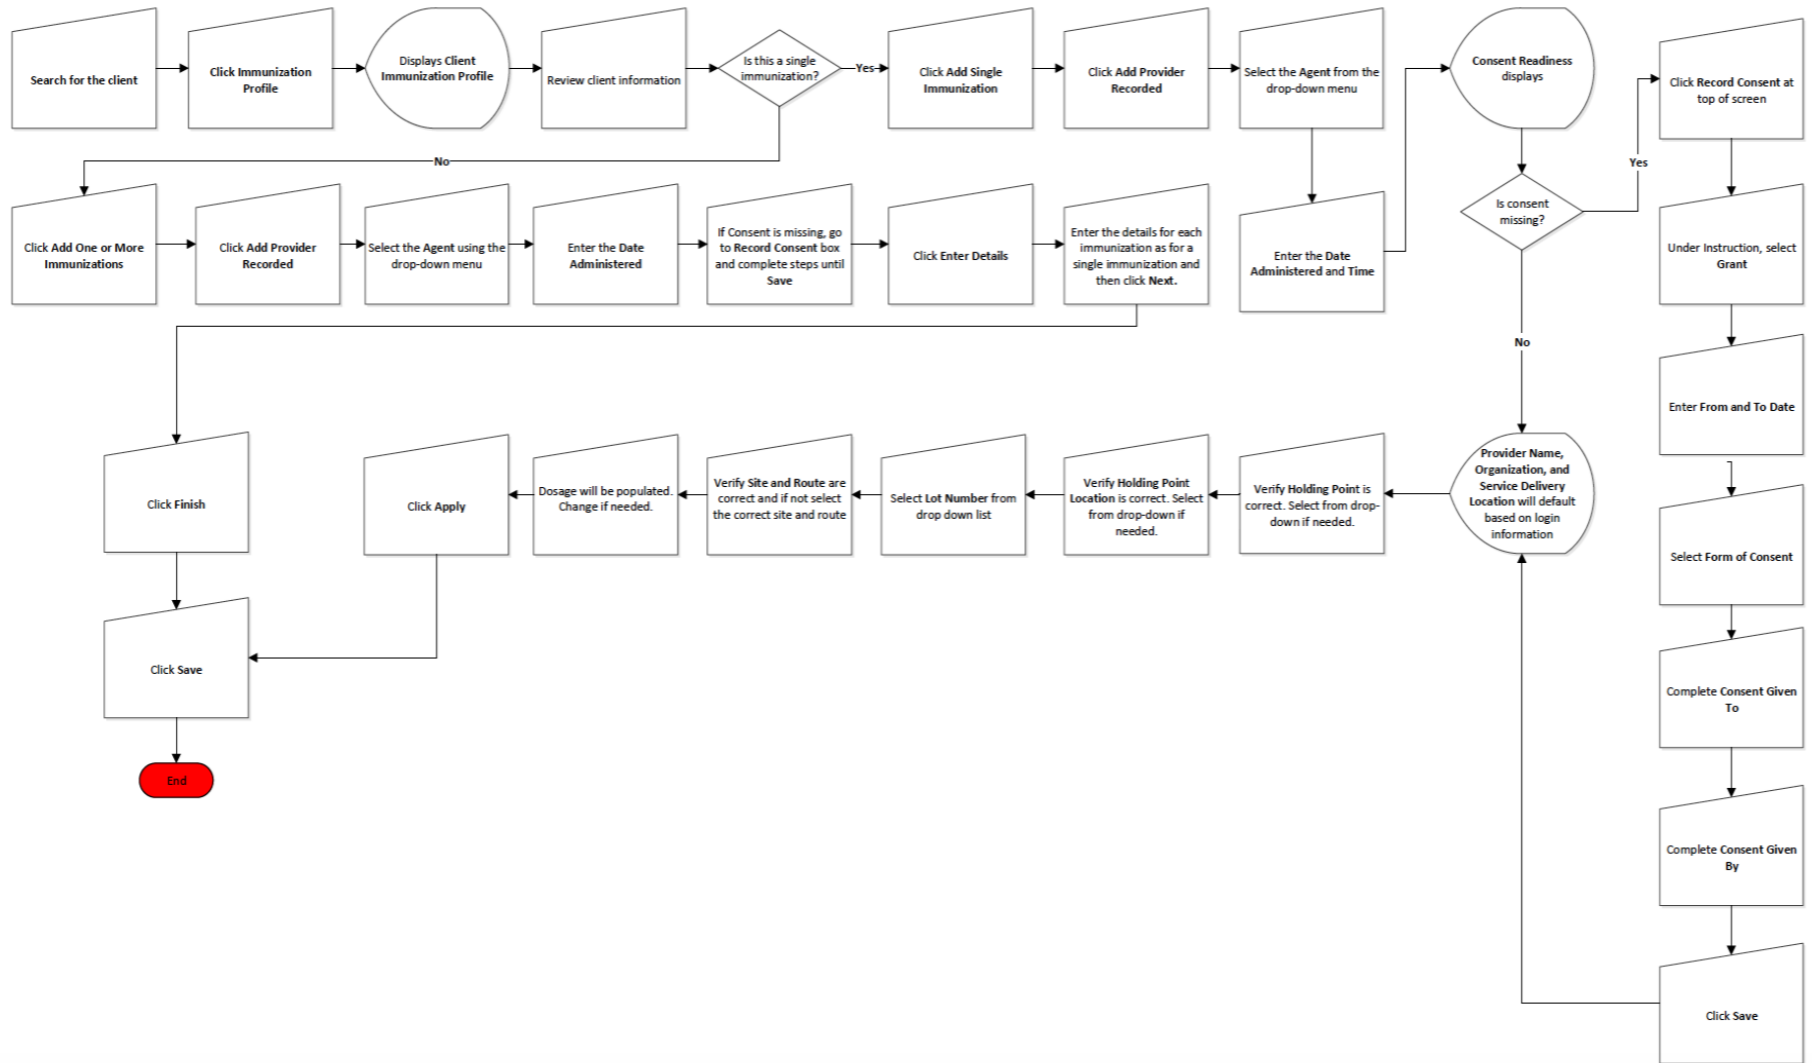 Search for the client
Click Immunization
Profile
Displays Client
Immunization Profile
Review client information
Is this a single
immunization?
Yes
Click Add Single
Immunization
Click Add Provider
Recorded
Select the Agent from the
drop-down menu
Consent Readiness
displays
Click Record Consent at
top of screen
No
Yes
Click Add One or More
Immunizations
Click Add Provider
Recorded
Select the Agent using the
drop-down menu
Enter the Date
Administered
If Consent is missing, go
to Record Consent box
and complete steps until
Save
Click Enter Details
Enter the details for each
immunization as for a
single immunization and
then click Next.
Enter the Date
Administered and Time
Is consent
missing?
Under Instruction, select
Grant
No
Enter From and To Date
Click Finish
Click Apply
Dosage will be populated.
Change if needed.
Verify Site and Route are
correct and if not select
the correct site and route
Select Lot Number from
drop down list
Verify Holding Point
Location is correct. Select
from drop-down if
needed.
Verify Holding Point is
correct. Select from drop-
down if needed.
Provider Name,
Organization, and
Service Delivery
Location will default
based on login
information
Select Form of Consent
Click Save
Complete Consent Given
To
End
Complete Consent Given
By
Click Save